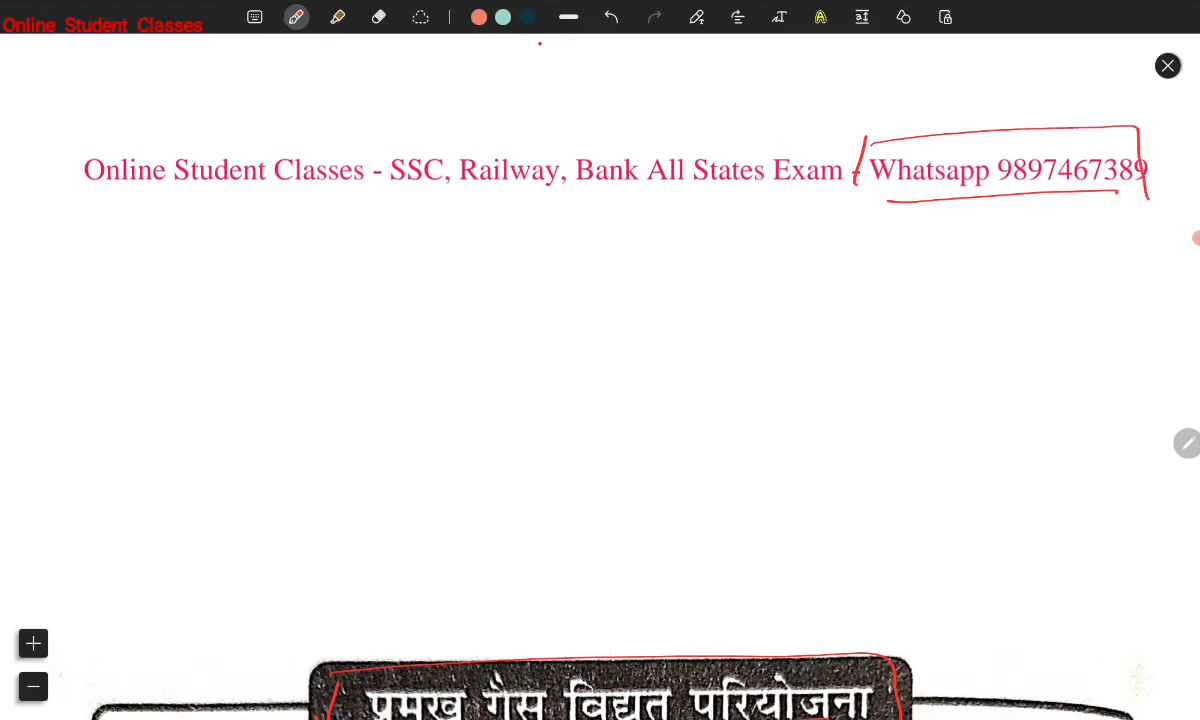 Online Student Classes
Online Student Classes - SSC, Railway, Bank All States Exam - Whatsapp 9897467389
प्रमुख गैस विद्युत परियोजना